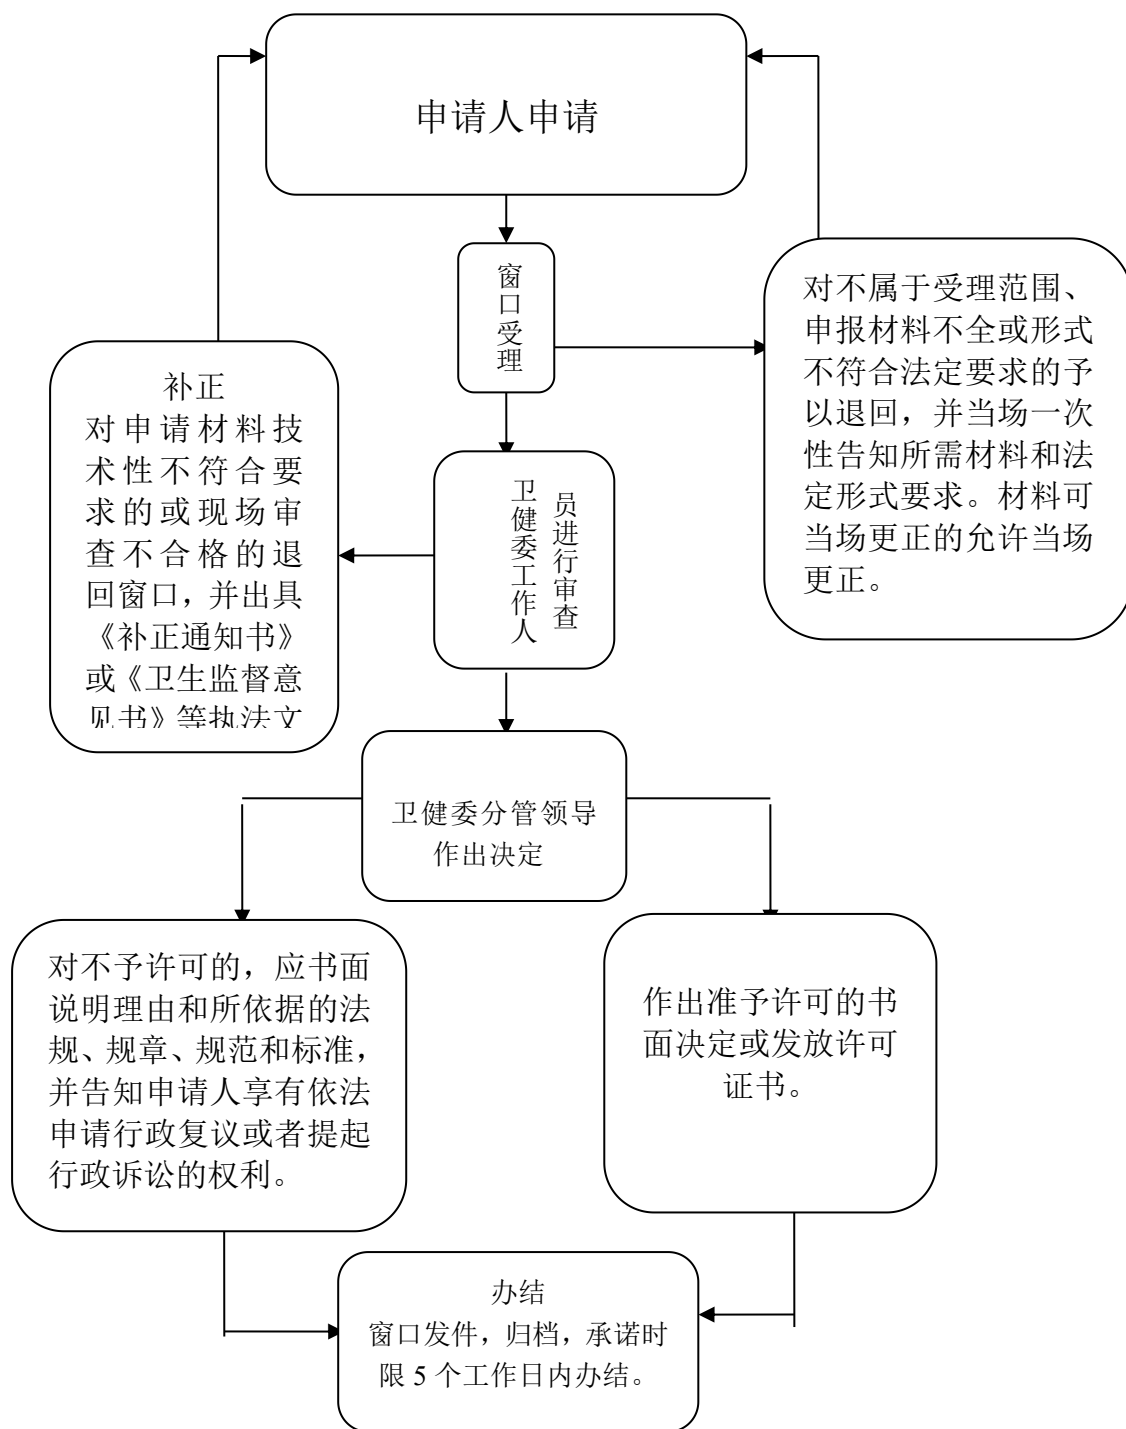 申请人申请
窗口受理
对不属于受理范围、
申报材料不全或形式
不符合法定要求的予
以退回，并当场一次
性告知所需材料和法
定形式要求。材料可
当场更正的允许当场
更正。
补正
对申请材料技
术性不符合要
求的或现场审
查不合格的退
回窗口，并出具
《补正通知书》
或《卫生监督意
见书》等执法文
卫健委工作人
员进行审查
卫健委分管领导
作出决定
对不予许可的，应书面
说明理由和所依据的法
规、规章、规范和标准，
并告知申请人享有依法
申请行政复议或者提起
行政诉讼的权利。
作出准予许可的书
面决定或发放许可
证书。
办结
窗口发件，归档，承诺时
限 5 个工作日内办结。